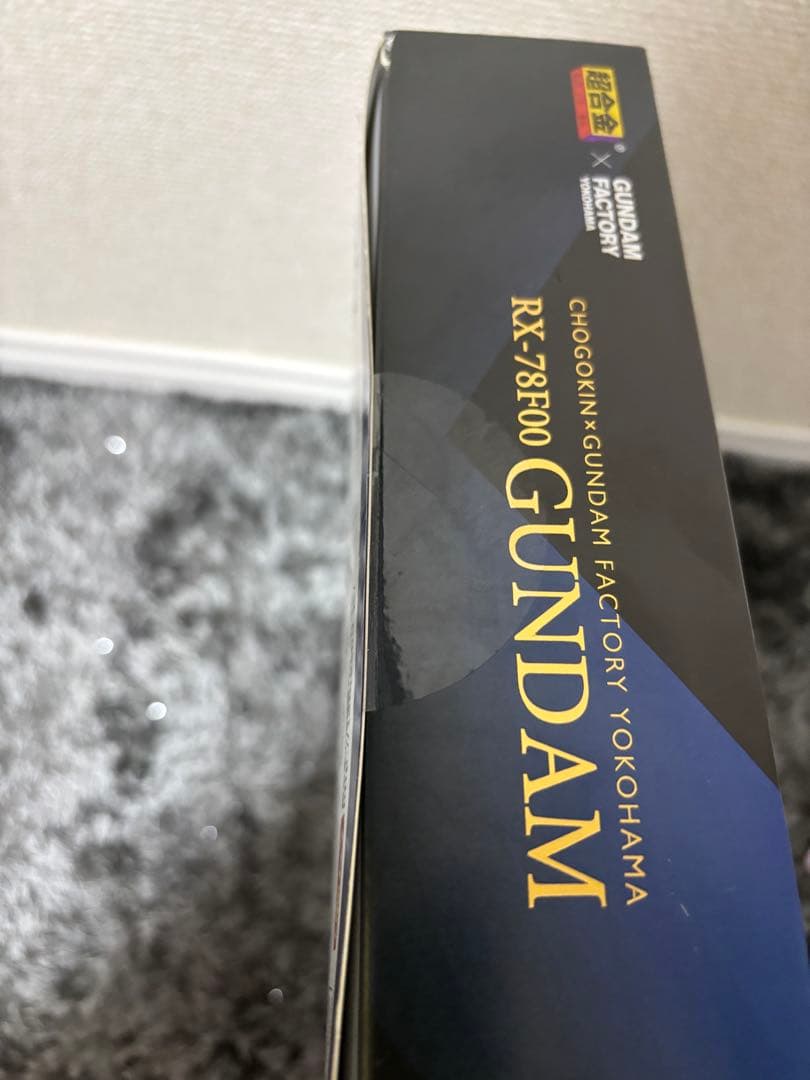 超合金®
×
GUNDAM
FACTORY
YOKOHAMA
CHOGOKIN×GUNDAM FACTORY YOKOHAMA
RX-78F00 GUNDAM